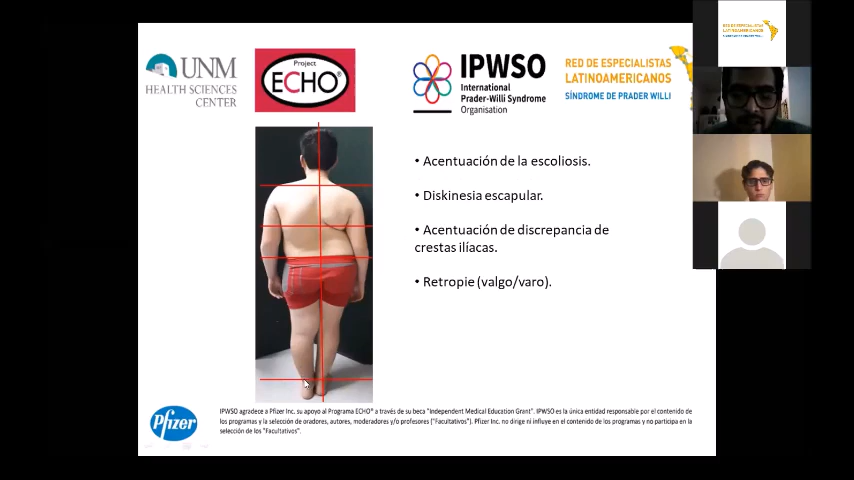 UNM
HEALTH SCIENCES
CENTER
Project
ECHO®
IPWSO
International
Prader-Willi Syndrome
Organisation
RED DE ESPECIALISTAS
LATINOAMERICANOS
SÍNDROME DE PRADER WILLI
RED DE ESPECIALISTAS
LATINOAMERICANOS
• Acentuación de la escoliosis.
• Diskinesia escapular.
• Acentuación de discrepancia de
crestas ilíacas.
• Retropie (valgo/varo).
Pfizer
IPWSO agradece a Pfizer Inc. su apoyo al Programa ECHO® a través de su beca "Independent Medical Education Grant". IPWSO es la única entidad responsable por el contenido de
los programas y la selección de oradores, autores, moderadores y/o profesores ("Facultativos"). Pfizer Inc. no dirige ni influye en el contenido de los programas y no participa en la
selección de los "Facultativos".